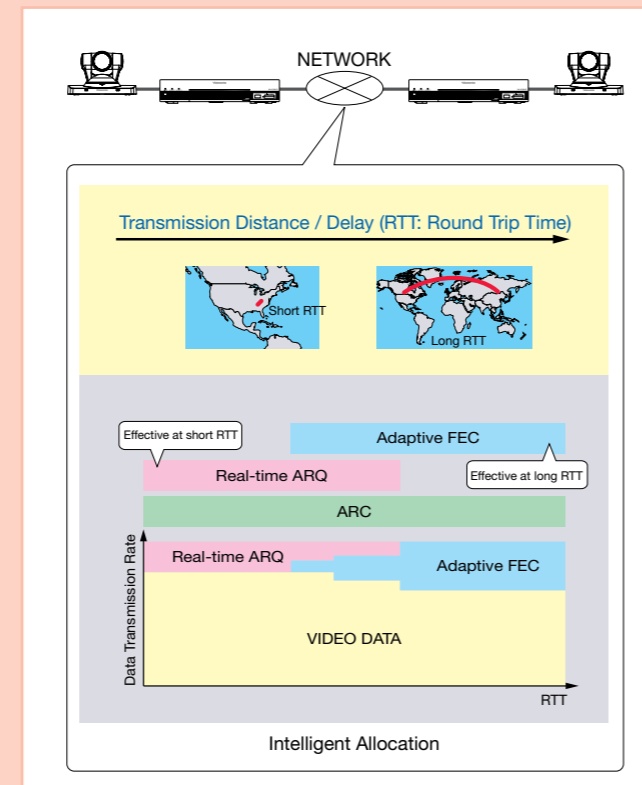 NETWORK
Transmission Distance / Delay (RTT: Round Trip Time)
Short RTT
Long RTT
Effective at short RTT
Adaptive FEC
Real-time ARQ
Effective at long RTT
ARC
Data Transmission Rate
Real-time ARQ
Adaptive FEC
VIDEO DATA
RTT
Intelligent Allocation